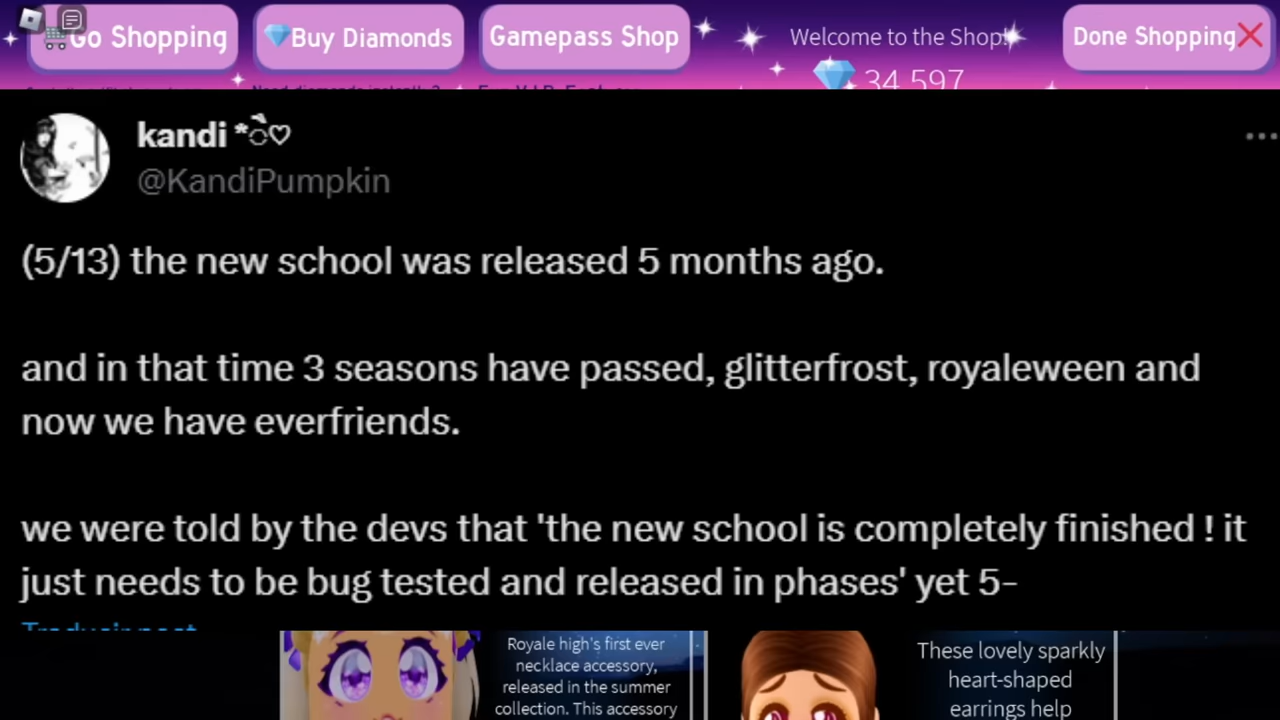 Go Shopping
Buy Diamonds
Gamepass Shop
Welcome to the Shop!
Done Shopping
34,597
kandi *ੈ♡
@KandiPumpkin
(5/13) the new school was released 5 months ago.
and in that time 3 seasons have passed, glitterfrost, royaleween and
now we have everfriends.
we were told by the devs that 'the new school is completely finished ! it
just needs to be bug tested and released in phases' yet 5-
Traducir post
Royale high's first ever
necklace accessory,
released in the summer
collection. This accessory
These lovely sparkly
heart-shaped
earrings help